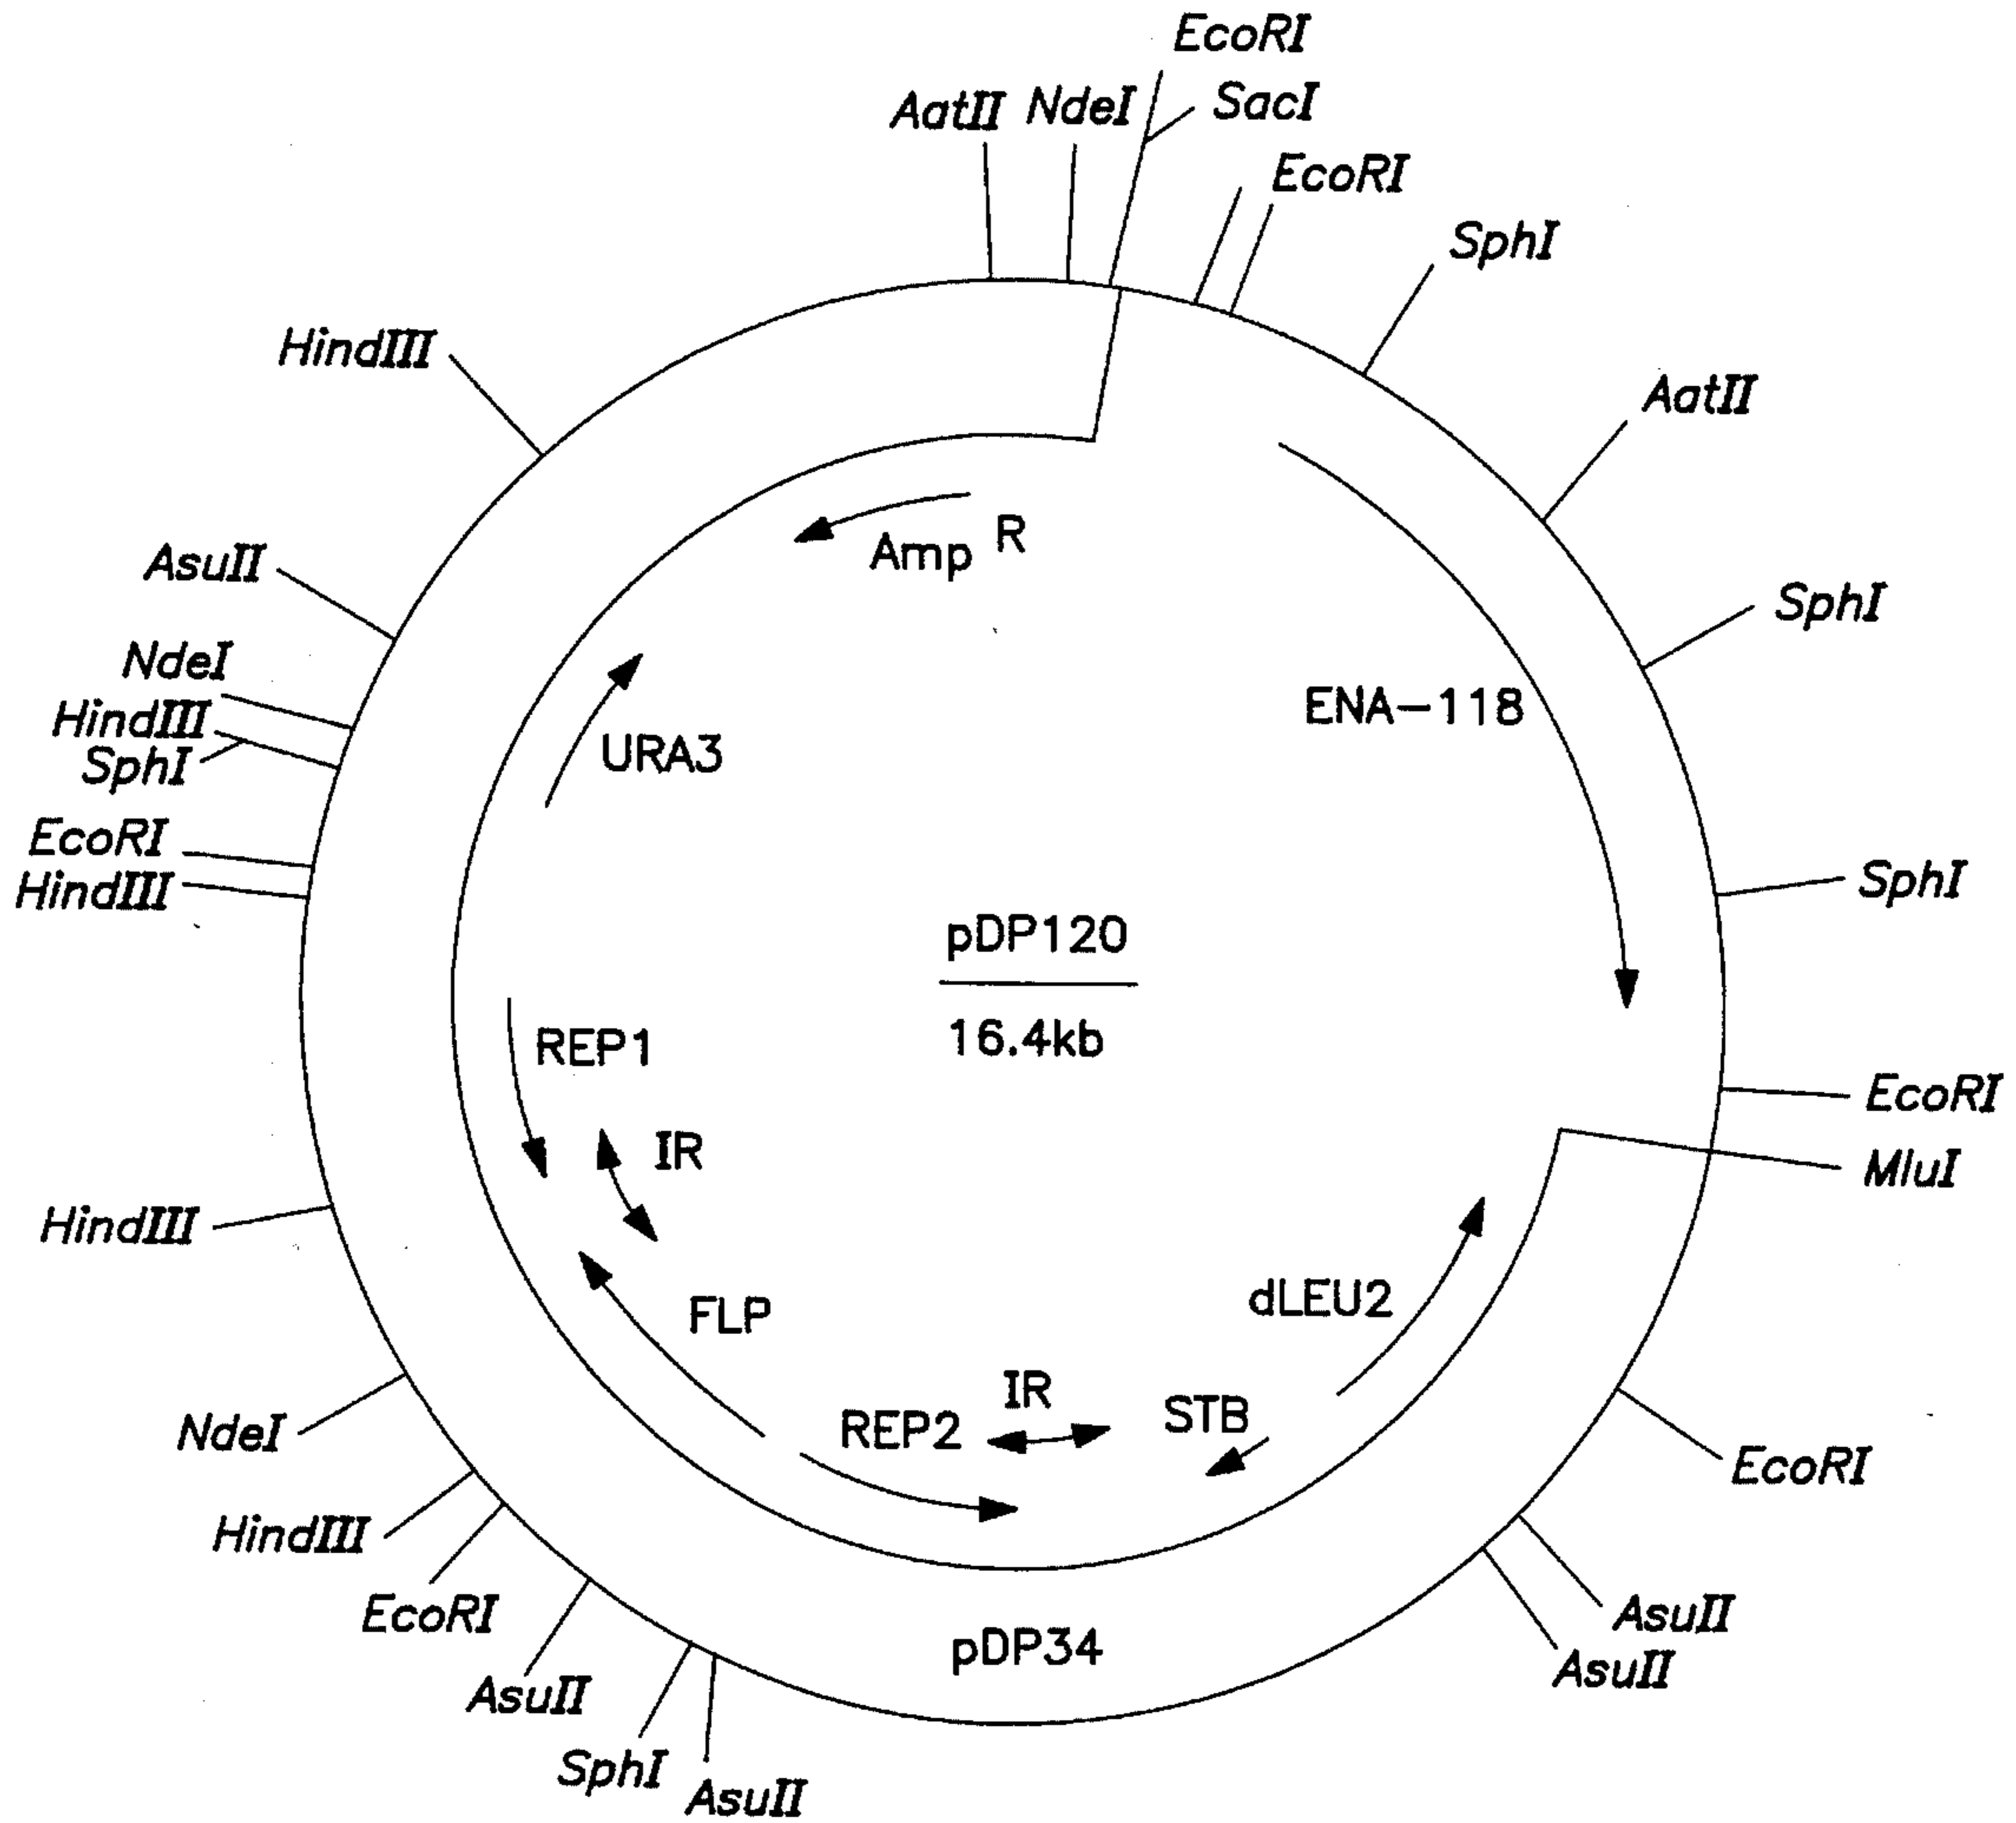 EcoRI
AatII NdeI
SacI
EcoRI
SphI
AatII
SphI
SphI
EcoRI
MluI
EcoRI
AsuII
AsuII
AsuII
SphI
AsuII
EcoRI
HindIII
NdeI
HindIII
HindIII
EcoRI
SphI
HindIII
NdeI
AsuII
HindIII
Amp R
ENA-118
URA3
pDP120
16.4kb
REP1
IR
FLP
REP2
IR
STB
dLEU2
pDP34